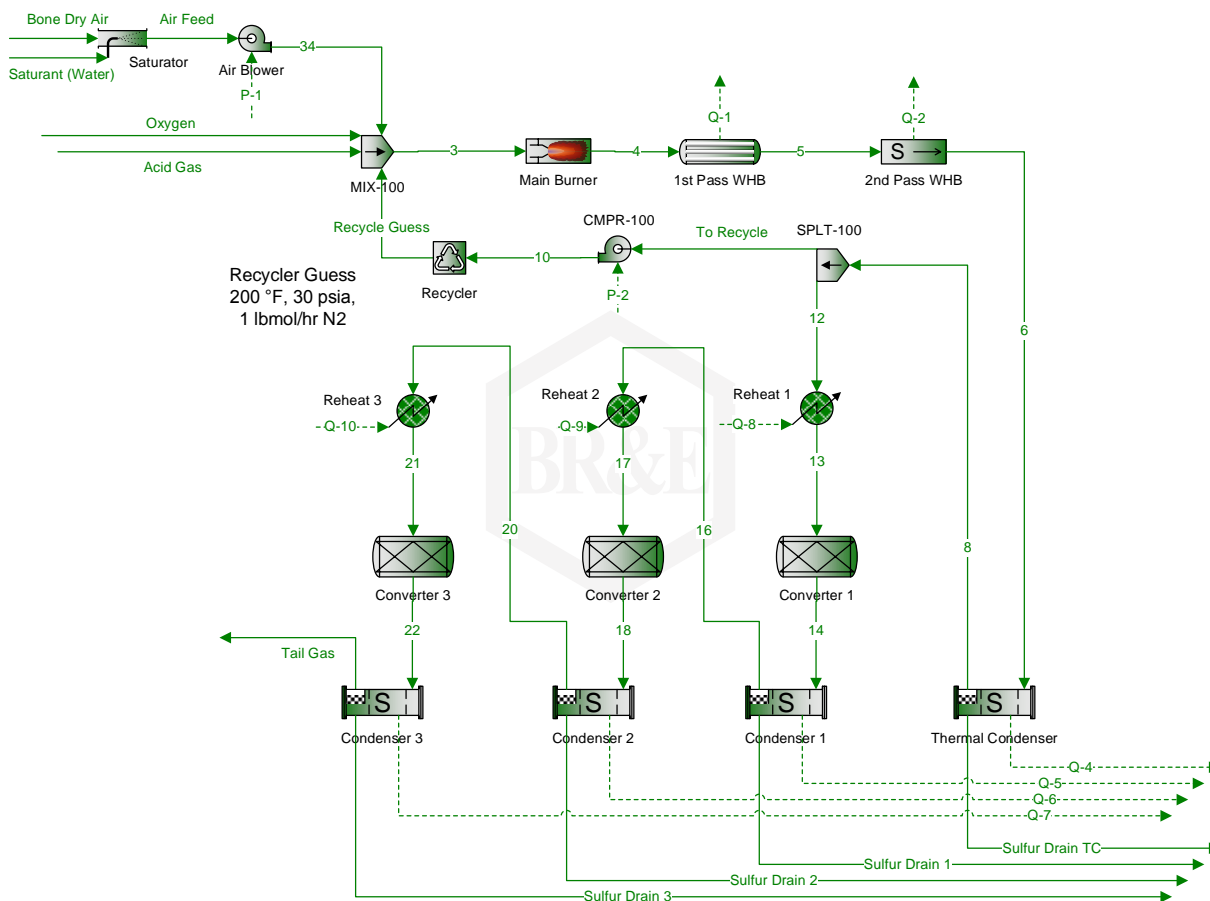 Bone Dry Air
Air Feed
34
Saturator
Air Blower
Saturant (Water)
P-1
Q-1
Q-2
Oxygen
Acid Gas
3
4
5
MIX-100
Main Burner
1st Pass WHB
S
2nd Pass WHB
Recycle Guess
CMPR-100
To Recycle
SPLT-100
10
Recycler
P-2
Recycler Guess
200 °F, 30 psia,
1 lbmol/hr N2
12
6
Reheat 3
Reheat 2
Reheat 1
Q-10
Q-9
Q-8
21
17
13
BR&E
20
16
8
Converter 3
Converter 2
Converter 1
22
18
14
Tail Gas
S
S
S
S
Condenser 3
Condenser 2
Condenser 1
Thermal Condenser
Q-4
Q-5
Q-6
Q-7
Sulfur Drain TC
Sulfur Drain 1
Sulfur Drain 2
Sulfur Drain 3